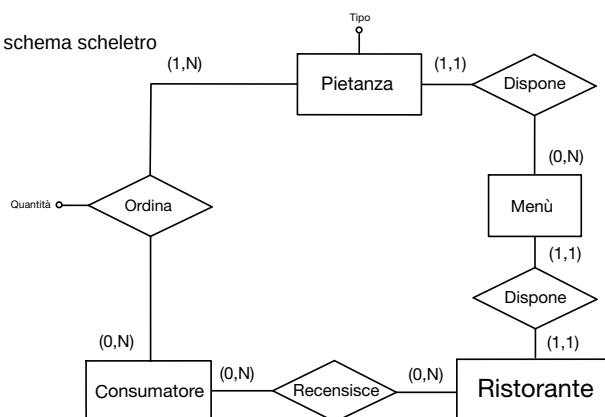 Tipo
schema scheletro
(1,N)
Pietanza
(1,1)
Dispone
(0,N)
Quantità
Ordina
Menù
(1,1)
Dispone
(0,N)
(1,1)
Consumatore
(0,N)
Recensisce
(0,N)
Ristorante